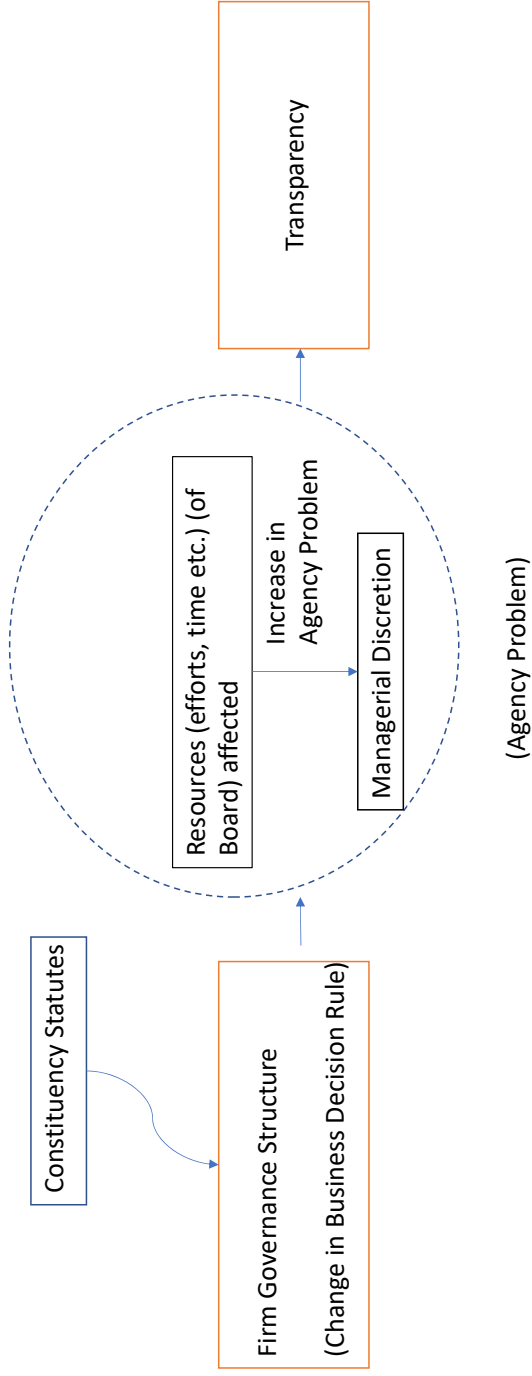 Constituency Statutes
Firm Governance Structure
(Change in Business Decision Rule)
Resources (efforts, time etc.) (of
Board) affected
Increase in
Agency Problem
Managerial Discretion
(Agency Problem)
Transparency